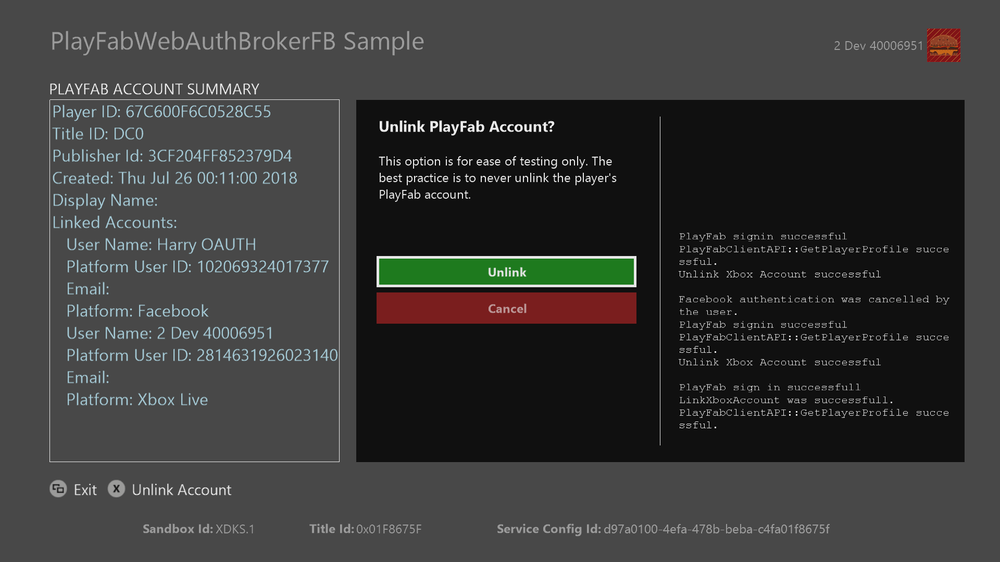 PlayFabWebAuthBrokerFB Sample
2 Dev 40006951
PLAYFAB ACCOUNT SUMMARY
Player ID: 67C600F6C0528C55
Title ID: DC0
Publisher Id: 3CF204FF852379D4
Created: Thu Jul 26 00:11:00 2018
Display Name:
Linked Accounts:
User Name: Harry OAUTH
Platform User ID: 102069324017377
Email:
Platform: Facebook
User Name: 2 Dev 40006951
Platform User ID: 2814631926023140
Email:
Platform: Xbox Live
Unlink PlayFab Account?
This option is for ease of testing only. The
best practice is to never unlink the player's
PlayFab account.
Unlink
Cancel
PlayFab signin successful
PlayFabClientAPI::GetPlayerProfile succe
ssful.
Unlink Xbox Account successful
Facebook authentication was cancelled by
the user.
PlayFab signin successful
PlayFabClientAPI::GetPlayerProfile succe
ssful.
Unlink Xbox Account successful
PlayFab sign in successfull
LinkXboxAccount was successfull.
PlayFabClientAPI::GetPlayerProfile succe
ssful.
Exit
X Unlink Account
Sandbox Id: XDKS.1
Title Id: 0x01F8675F
Service Config Id: d97a0100-4efa-478b-beba-c4fa01f8675f